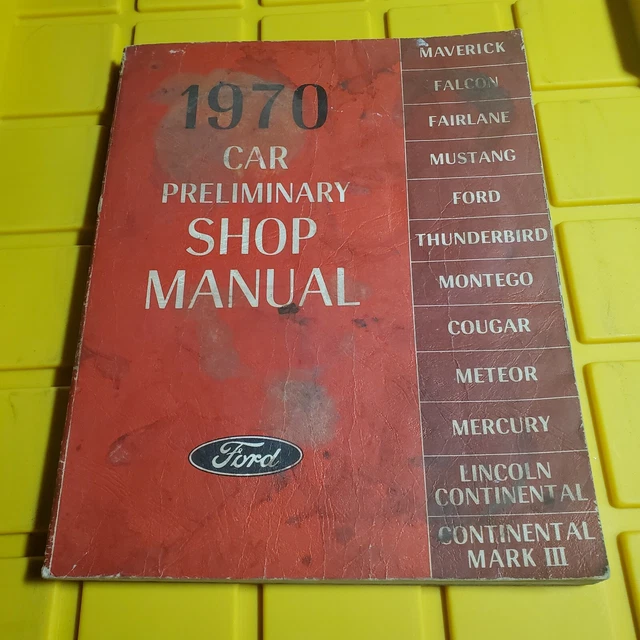 1970
CAR
PRELIMINARY
SHOP
MANUAL
Ford
MAVERICK
FALCON
FAIRLANE
MUSTANG
FORD
THUNDERBIRD
MONTEGO
COUGAR
METEOR
MERCURY
LINCOLN
CONTINENTAL
CONTINENTAL
MARK III